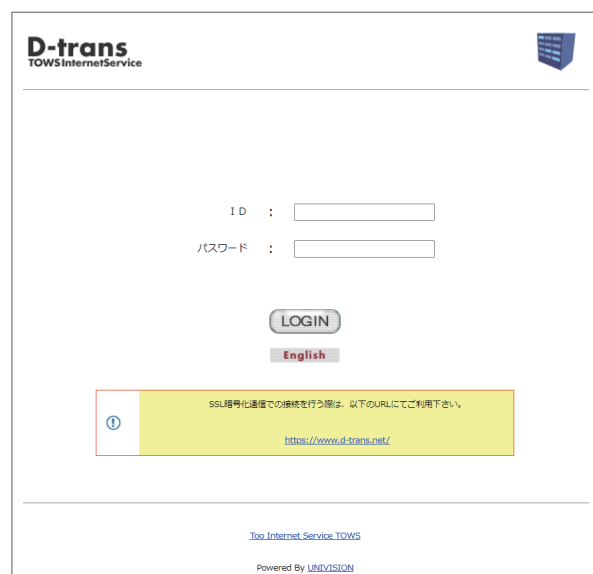 D-trans
TOWS InternetService
ＩＤ ：
パスワード ：
LOGIN
English
SSL暗号化通信での接続を行う際は、以下のURLにてご利用下さい。
https://www.d-trans.net/
Too Internet Service TOWS
Powered By UNIVISION